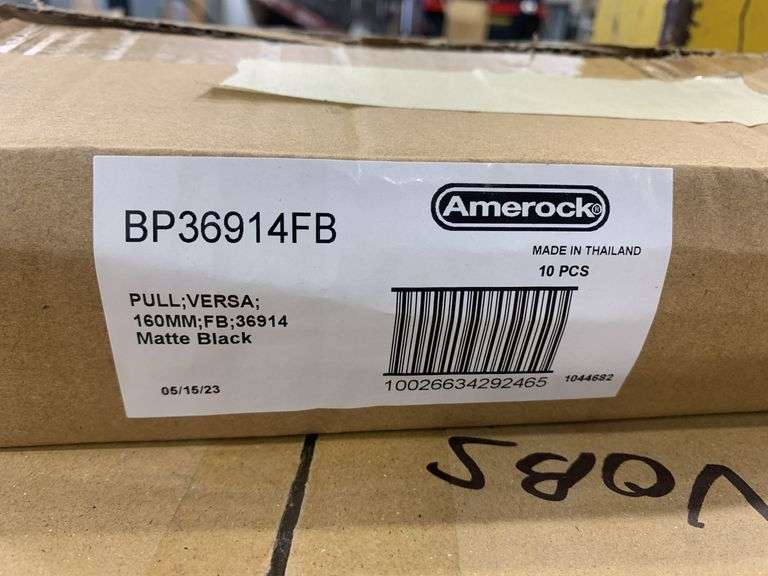 BP36914FB
Amerock®
MADE IN THAILAND
10 PCS
PULL;VERSA;
160MM;FB;36914
Matte Black
10026634292465
1044682
05/15/23